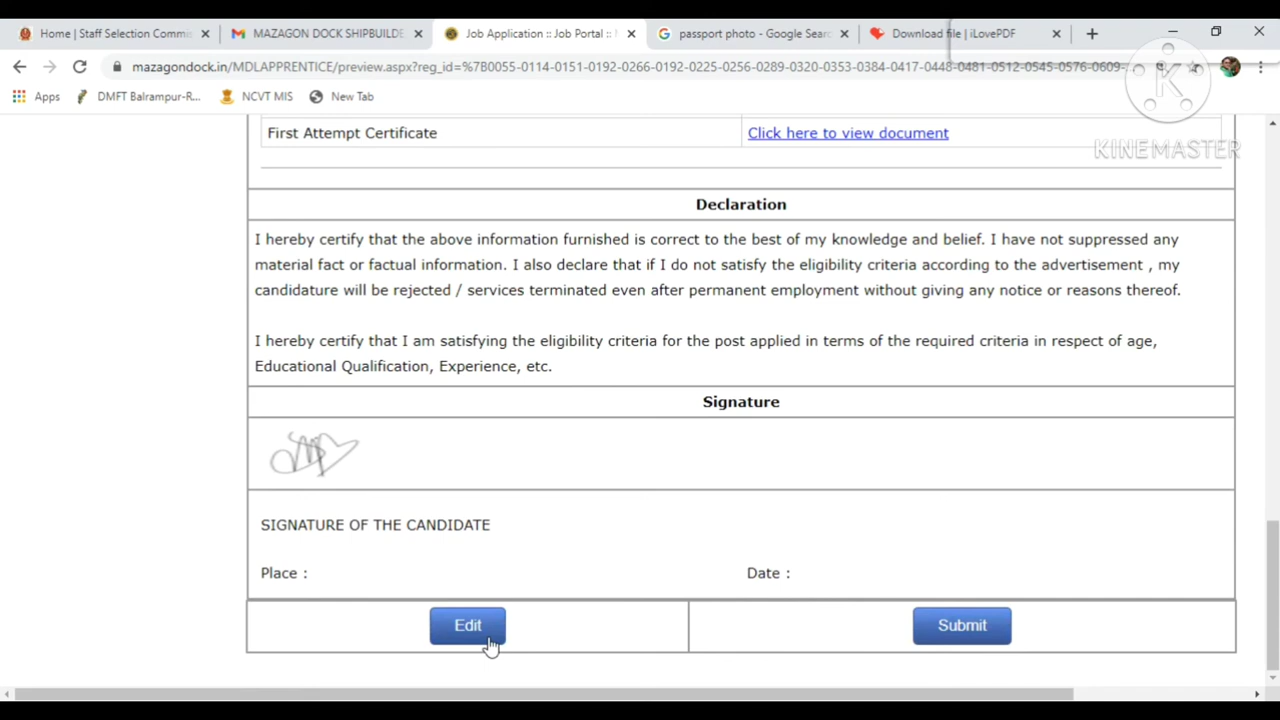 Home | Staff Selection Commis
MAZAGON DOCK SHIPBUILDE
Job Application :: Job Portal ::
passport photo - Google Searc
Download file | iLovePDF
mazagondock.in/MDLAPPRENTICE/preview.aspx?reg_id=%7B0055-0114-0151-0192-0266-0192-0225-0256-0289-0320-0353-0384-0417-0448-0481-0512-0545-0576-0609-
Apps
DMFT Balrampur-R...
NCVT MIS
New Tab
K
KINEMASTER
First Attempt Certificate
Click here to view document
Declaration
I hereby certify that the above information furnished is correct to the best of my knowledge and belief. I have not suppressed any
material fact or factual information. I also declare that if I do not satisfy the eligibility criteria according to the advertisement , my
candidature will be rejected / services terminated even after permanent employment without giving any notice or reasons thereof.
I hereby certify that I am satisfying the eligibility criteria for the post applied in terms of the required criteria in respect of age,
Educational Qualification, Experience, etc.
Signature
SIGNATURE OF THE CANDIDATE
Place :
Date :
Edit
Submit